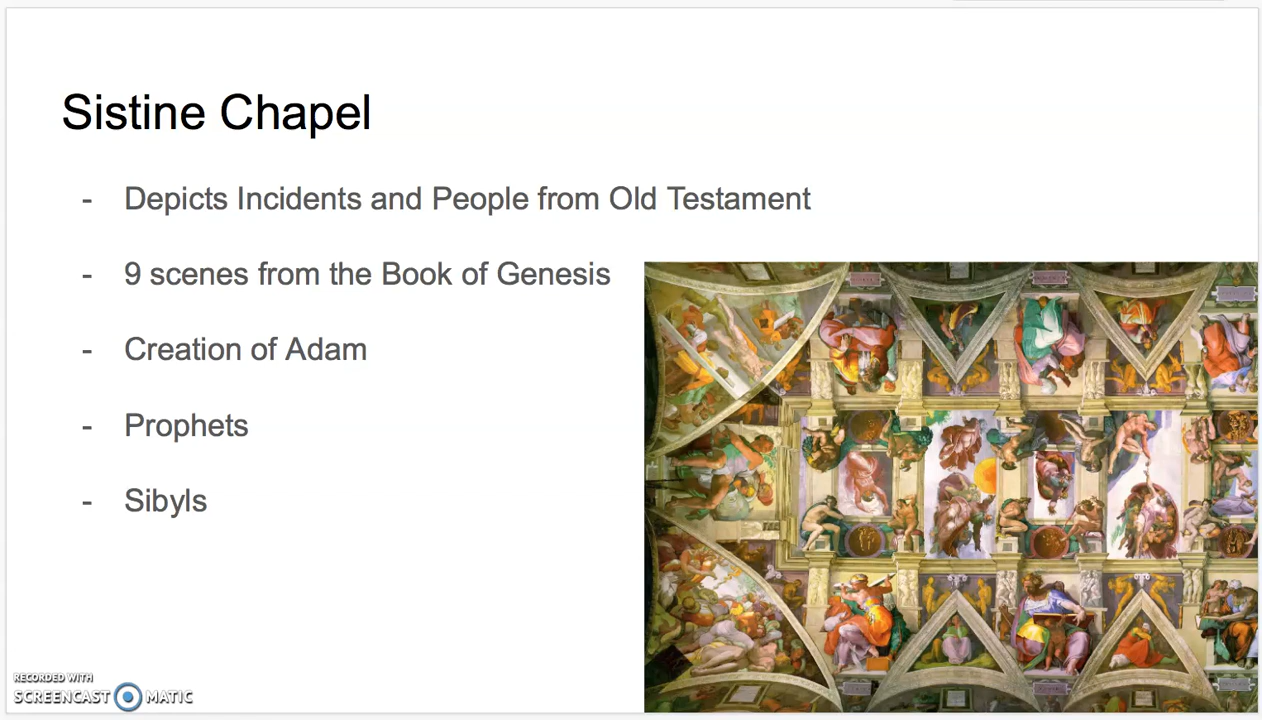 Sistine Chapel
- Depicts Incidents and People from Old Testament
- 9 scenes from the Book of Genesis
- Creation of Adam
- Prophets
- Sibyls
RECORDED WITH
SCREENCAST MATIC